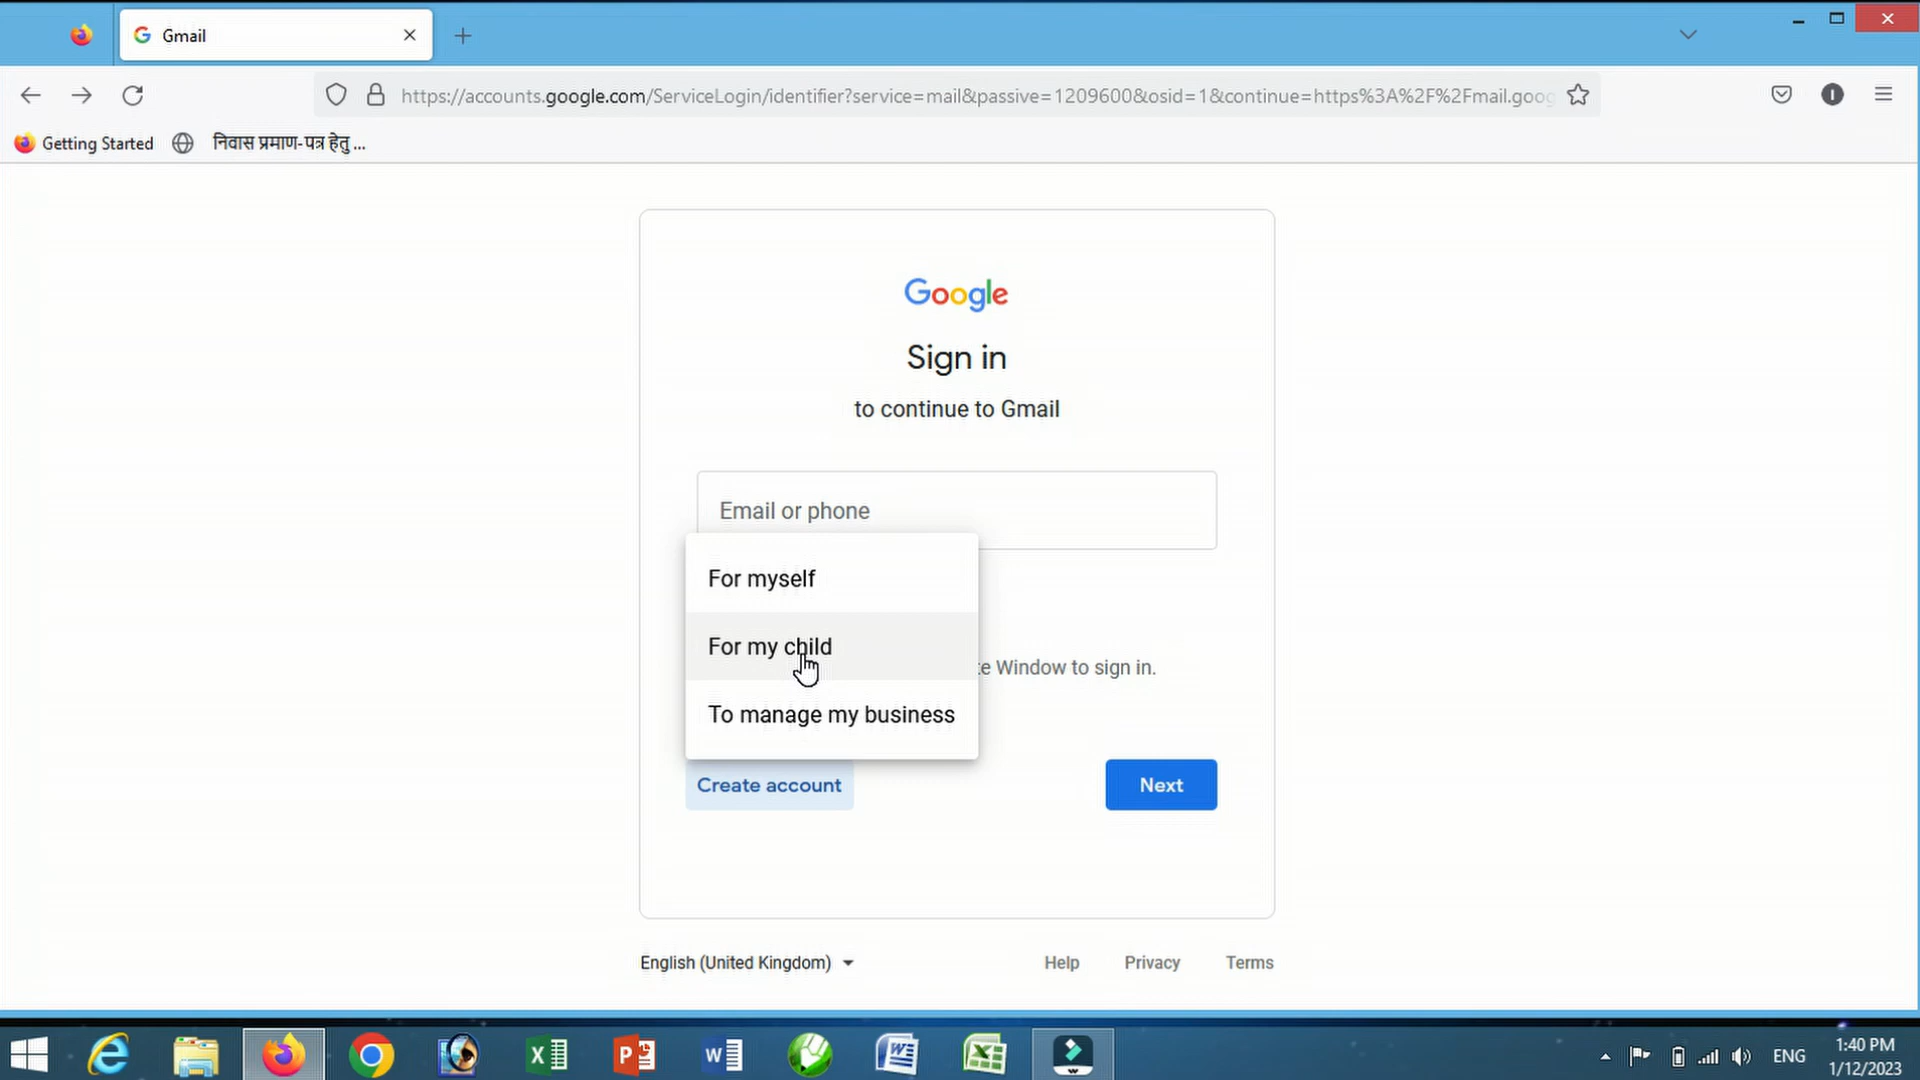 Gmail
https://accounts.google.com/ServiceLogin/identifier?service=mail&passive=1209600&osid=1&continue=https%3A%2F%2Fmail.goog
Getting Started
निवास प्रमाण-पत्र हेतु ...
Google
Sign in
to continue to Gmail
Email or phone
For myself
For my child
Window to sign in.
To manage my business
Create account
Next
English (United Kingdom)
Help Privacy Terms
ENG
1:40 PM
1/12/2023